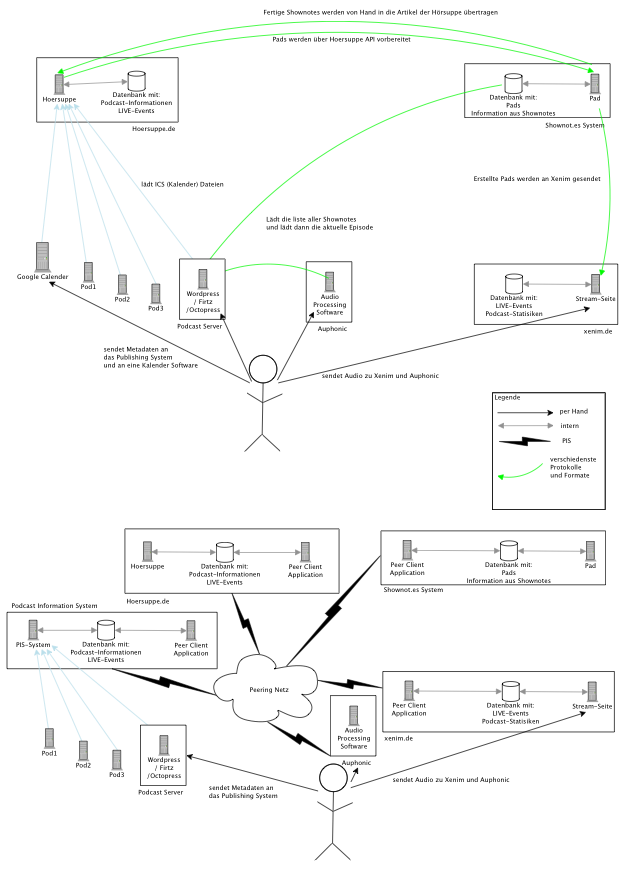 Fertige Shownotes werden von Hand in die Artikel der Hörsuppe übertragen
Pads werden über Hoersuppe API vorbereitet
Hoersuppe
Datenbank mit:
Podcast-Informationen
LIVE-Events
Hoersuppe.de
Datenbank mit:
Pads
Information aus Shownotes
Pad
Shownot.es System
lädt ICS (Kalender) Dateien
Erstellte Pads werden an Xenim gesendet
Lädt die liste aller Shownotes
und lädt dann die aktuelle Episode
Google Calender
Pod1
Pod2
Pod3
Wordpress
/ Firtz
/Octopress
Podcast Server
Audio
Processing
Software
Auphonic
Datenbank mit:
LIVE-Events
Podcast-Statisiken
Stream-Seite
xenim.de
sendet Metadaten an
das Publishing System
und an eine Kalender Software
sendet Audio zu Xenim und Auphonic
Legende
per Hand
intern
PIS
verschiedenste
Protokolle
und Formate
Hoersuppe
Datenbank mit:
Podcast-Informationen
LIVE-Events
Peer Client
Application
Hoersuppe.de
Peer Client
Application
Datenbank mit:
Pads
Information aus Shownotes
Pad
Shownot.es System
Podcast Information System
PIS-System
Datenbank mit:
Podcast-Informationen
LIVE-Events
Peer Client
Application
Peering Netz
Peer Client
Application
Datenbank mit:
LIVE-Events
Podcast-Statisiken
Stream-Seite
xenim.de
Audio
Processing
Software
Auphonic
Pod1
Pod2
Pod3
Wordpress
/ Firtz
/Octopress
Podcast Server
sendet Metadaten an
das Publishing System
sendet Audio zu Xenim und Auphonic